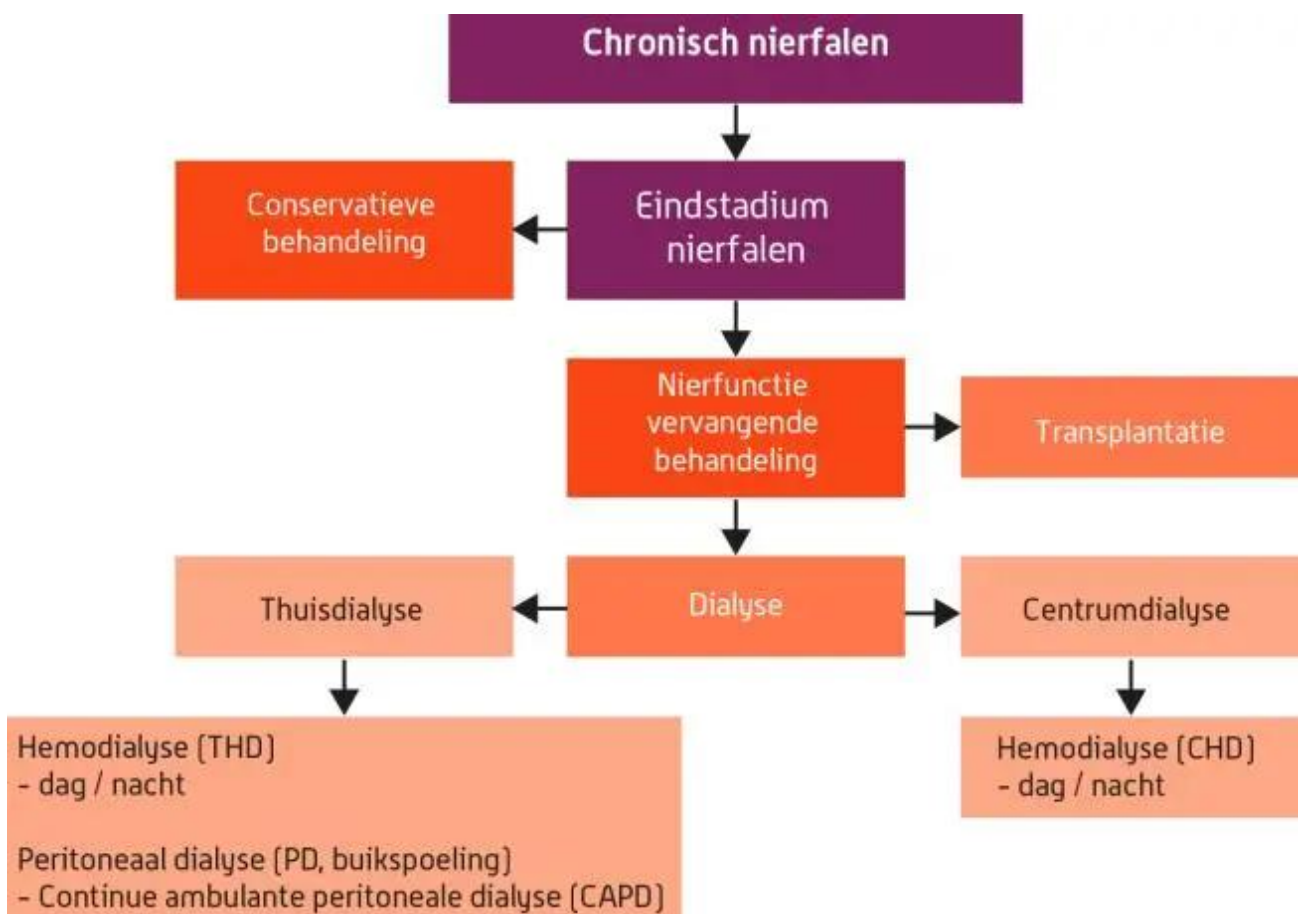 Chronisch nierfalen
Conservatieve
behandeling
Eindstadium
nierfalen
Nierfunctie
vervangende
behandeling
Transplantatie
Thuisdialyse
Dialyse
Centrumdialyse
Hemodialyse (THD)
- dag / nacht
Peritoneaal dialyse (PD, buikspoeling)
- Continue ambulante peritoneale dialyse (CAPD)
Hemodialyse (CHD)
- dag / nacht